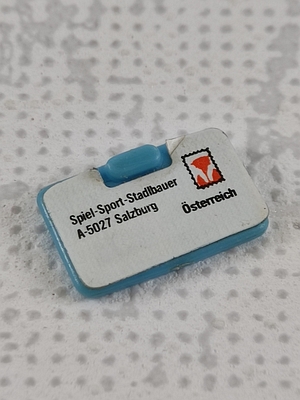 Spiel-Sport-Stadlbauer
A-5027 Salzburg
Österreich